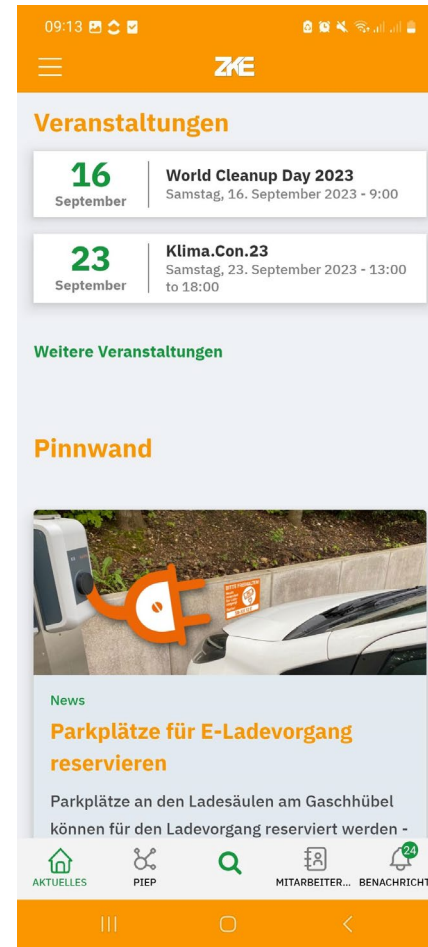 09:13
ZKE
Veranstaltungen
16
September
World Cleanup Day 2023
Samstag, 16. September 2023 - 9:00
23
September
Klima.Con.23
Samstag, 23. September 2023 - 13:00
to 18:00
Weitere Veranstaltungen
Pinnwand
News
Parkplätze für E-Ladevorgang
reservieren
Parkplätze an den Ladesäulen am Gaschhübel
können für den Ladevorgang reserviert werden -
24
AKTUELLES
PIEP
MITARBEITER...
BENACHRICHT